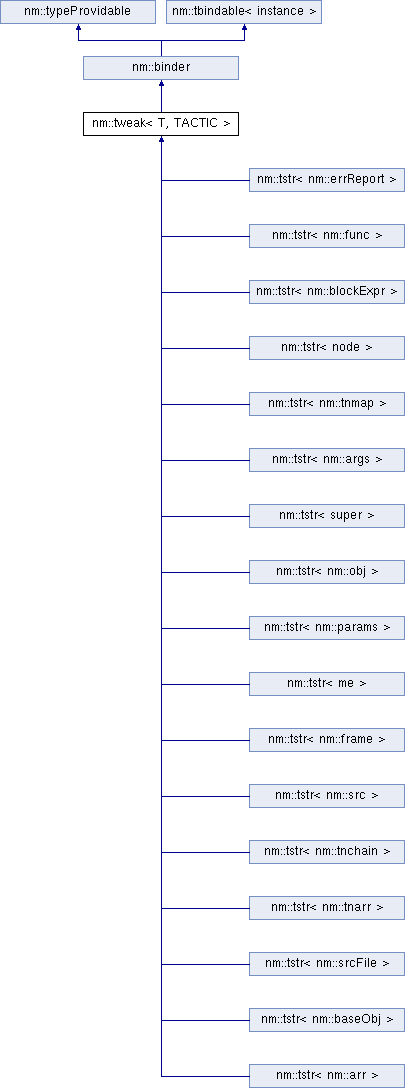 nm::typeProvidable
nm::tbindable< instance >
nm::binder
nm::tweak< T, TACTIC >
nm::tstr< nm::errReport >
nm::tstr< nm::func >
nm::tstr< nm::blockExpr >
nm::tstr< node >
nm::tstr< nm::tnmap >
nm::tstr< nm::args >
nm::tstr< super >
nm::tstr< nm::obj >
nm::tstr< nm::params >
nm::tstr< me >
nm::tstr< nm::frame >
nm::tstr< nm::src >
nm::tstr< nm::tnchain >
nm::tstr< nm::tnarr >
nm::tstr< nm::srcFile >
nm::tstr< nm::baseObj >
nm::tstr< nm::arr >